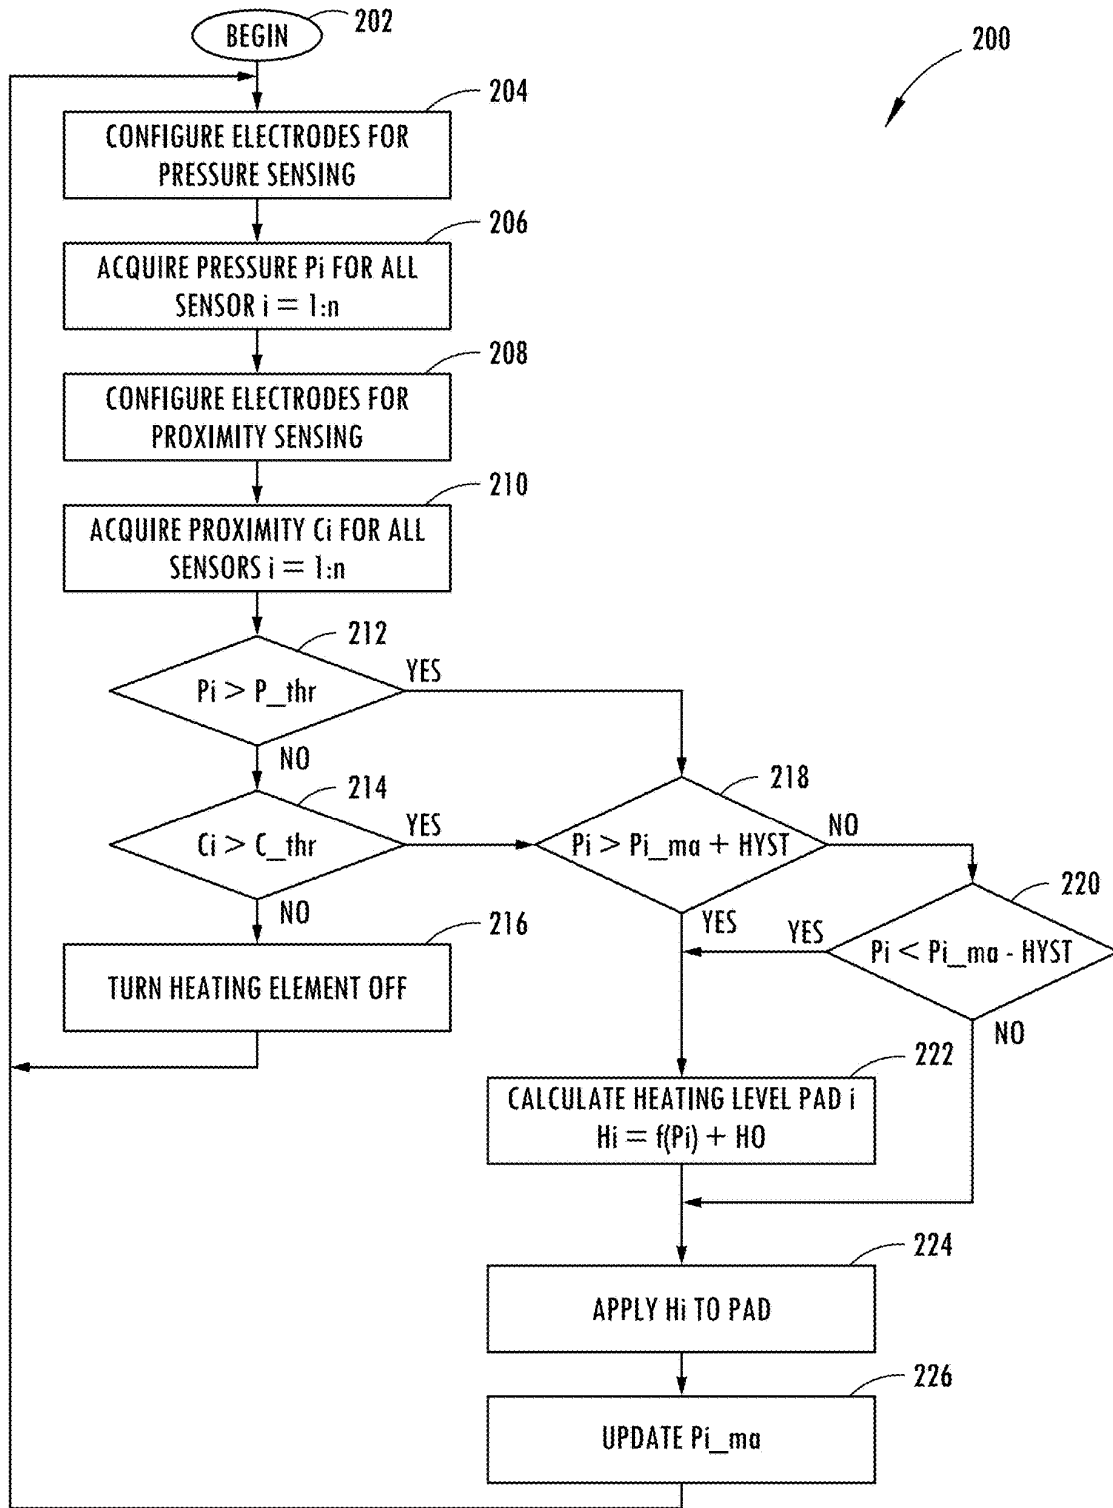 BEGIN
202
200
204
CONFIGURE ELECTRODES FOR
PRESSURE SENSING
206
ACQUIRE PRESSURE Pi FOR ALL
SENSOR i = 1:n
208
CONFIGURE ELECTRODES FOR
PROXIMITY SENSING
210
ACQUIRE PROXIMITY Ci FOR ALL
SENSORS i = 1:n
212
Pi > P_thr
YES
NO
214
Ci > C_thr
YES
NO
216
TURN HEATING ELEMENT OFF
218
Pi > Pi_ma + HYST
NO
YES
220
Pi < Pi_ma - HYST
YES
NO
222
CALCULATE HEATING LEVEL PAD i
Hi = f(Pi) + HO
224
APPLY Hi TO PAD
226
UPDATE Pi_ma